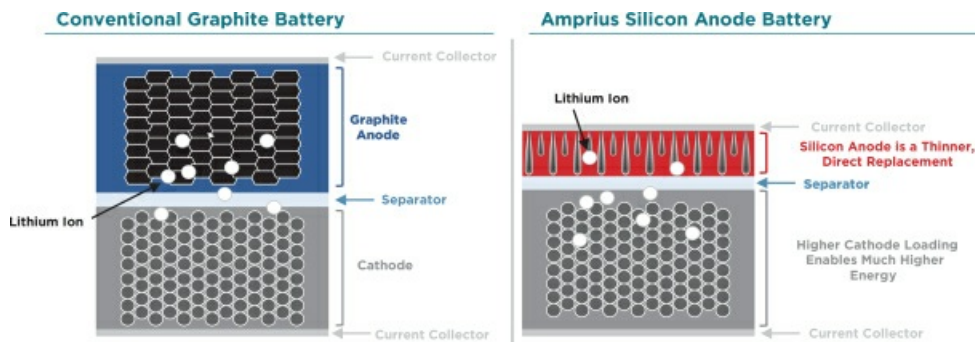 Conventional Graphite Battery
Current Collector
Graphite
Anode
Lithium Ion
Separator
Cathode
Current Collector
Amprius Silicon Anode Battery
Lithium Ion
Current Collector
Silicon Anode is a Thinner,
Direct Replacement
Separator
Higher Cathode Loading
Enables Much Higher
Energy
Current Collector